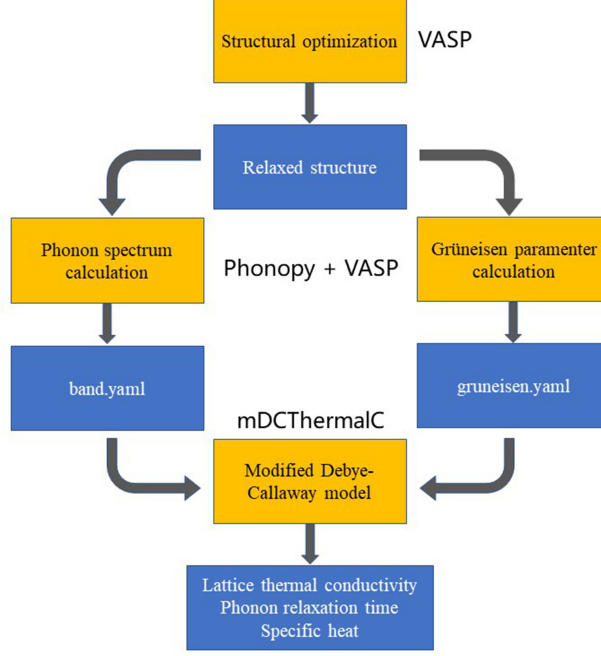 Structural optimization
VASP
Relaxed structure
Phonon spectrum
calculation
Phonopy + VASP
Grüneisen paramenter
calculation
band.yaml
gruneisen.yaml
mDCThermalC
Modified Debye-
Callaway model
Lattice thermal conductivity
Phonon relaxation time
Specific heat